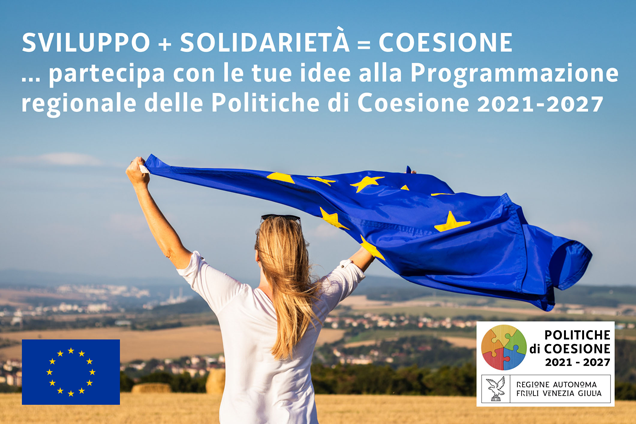 SVILUPPO + SOLIDARIETÀ = COESIONE
... partecipa con le tue idee alla Programmazione
regionale delle Politiche di Coesione 2021-2027
POLITICHE
di COESIONE
2021 - 2027
REGIONE AUTONOMA
FRIULI VENEZIA GIULIA